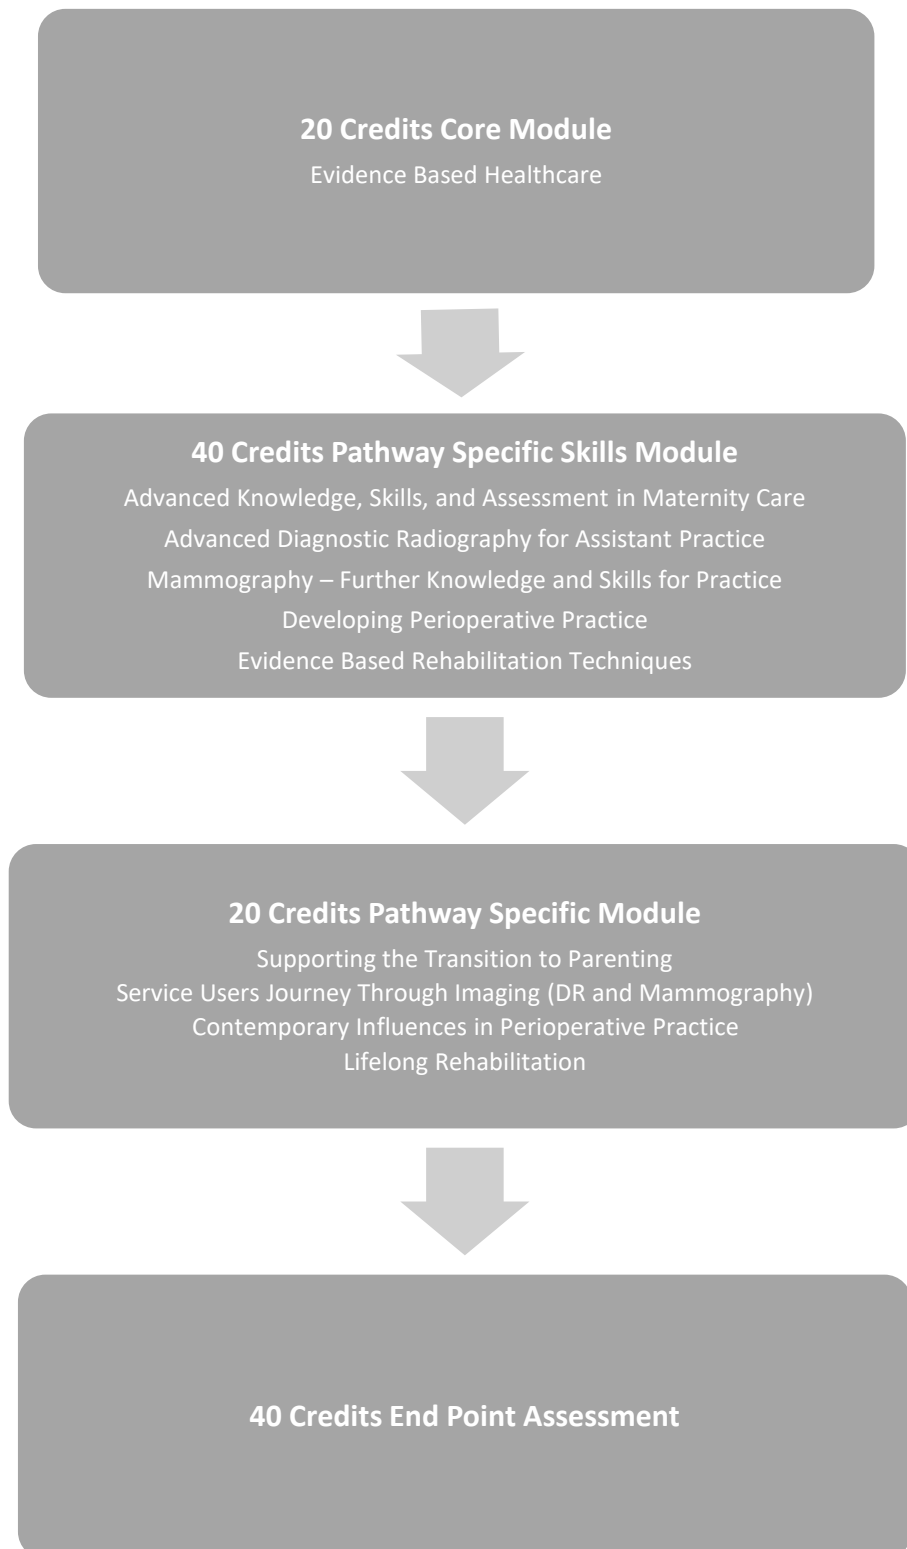 20 Credits Core Module
Evidence Based Healthcare
40 Credits Pathway Specific Skills Module
Advanced Knowledge, Skills, and Assessment in Maternity Care
Advanced Diagnostic Radiography for Assistant Practice
Mammography – Further Knowledge and Skills for Practice
Developing Perioperative Practice
Evidence Based Rehabilitation Techniques
20 Credits Pathway Specific Module
Supporting the Transition to Parenting
Service Users Journey Through Imaging (DR and Mammography)
Contemporary Influences in Perioperative Practice
Lifelong Rehabilitation
40 Credits End Point Assessment